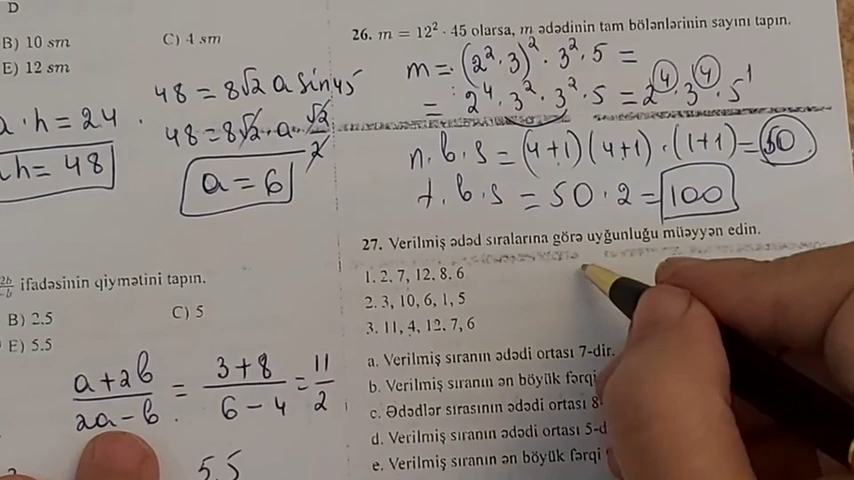 D
B) 10 sm
C) 4 sm
E) 12 sm
a · h = 24 ·
ah = 48
48 = 8√2 a sin45
48 = 8√2 · a · √2/2
a = 6
2b/-b ifadəsinin qiymətini tapın.
B) 2.5
C) 5
E) 5.5
(a+2b)/(2a-b) = (3+8)/(6-4) = 11/2
5.5
26. m = 12² · 45 olarsa, m ədədinin tam bölənlərinin sayını tapın.
m = (2² · 3)² · 3² · 5 =
= 2⁴ · 3² · 3² · 5 = 2⁴ · 3⁴ · 5¹
n.b.s = (4+1)(4+1) · (1+1) = 50
t.b.s = 50 · 2 = 100
27. Verilmiş ədəd sıralarına görə uyğunluğu müəyyən edin.
1. 2, 7, 12, 8, 6
2. 3, 10, 6, 1, 5
3. 11, 4, 12, 7, 6
a. Verilmiş sıranın ədədi ortası 7-dir.
b. Verilmiş sıranın ən böyük fərqi
c. Ədədlər sırasının ədədi ortası 8
d. Verilmiş sıranın ədədi ortası 5-d
e. Verilmiş sıranın ən böyük fərqi